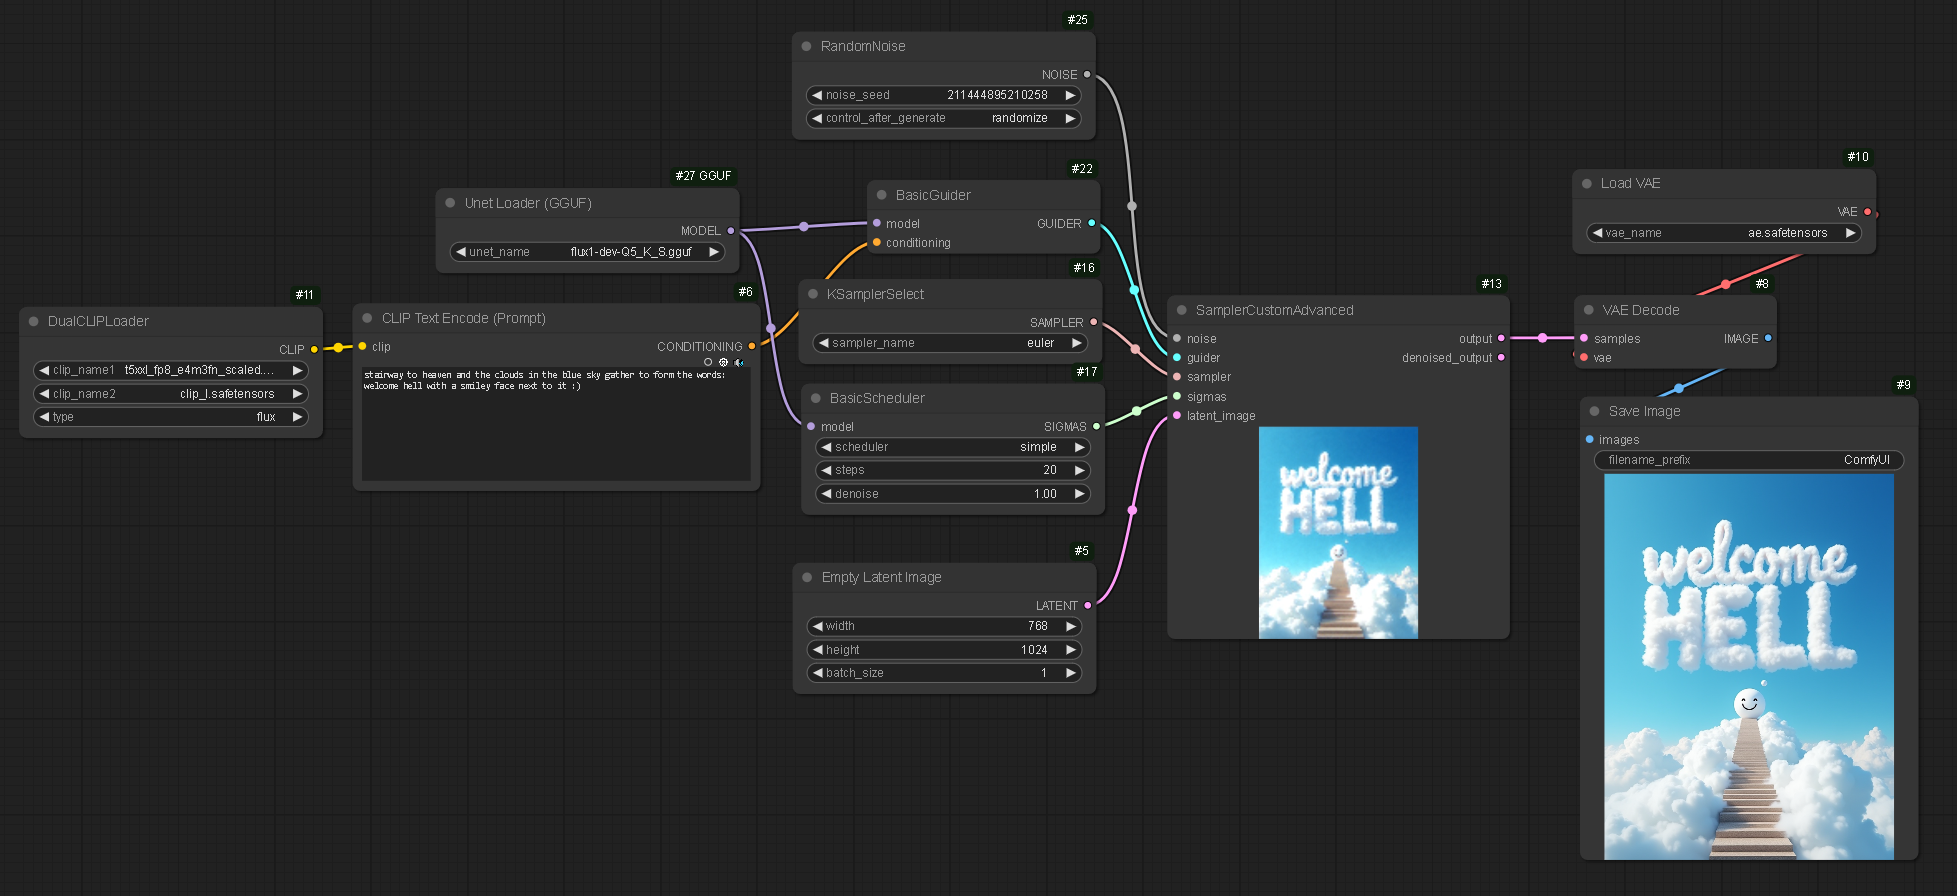 #25
RandomNoise
NOISE
noise_seed 211444895210258
control_after_generate randomize
#27 GGUF
Unet Loader (GGUF)
MODEL
unet_name flux1-dev-Q5_K_S.gguf
#22
BasicGuider
model GUIDER
conditioning
#10
Load VAE
VAE
vae_name ae.safetensors
#11
DualCLIPLoader
CLIP
clip_name1 t5xxl_fp8_e4m3fn_scaled....
clip_name2 clip_l.safetensors
type flux
#6
CLIP Text Encode (Prompt)
clip CONDITIONING
stairway to heaven and the clouds in the blue sky gather to form the words:
welcome hell with a smiley face next to it :)
#16
KSamplerSelect
SAMPLER
sampler_name euler
#17
BasicScheduler
model SIGMAS
scheduler simple
steps 20
denoise 1.00
#5
Empty Latent Image
LATENT
width 768
height 1024
batch_size 1
#13
SamplerCustomAdvanced
noise output
guider denoised_output
sampler
sigmas
latent_image
welcome
HELL
#8
VAE Decode
samples IMAGE
vae
#9
Save Image
images
filename_prefix ComfyUI
welcome
HELL